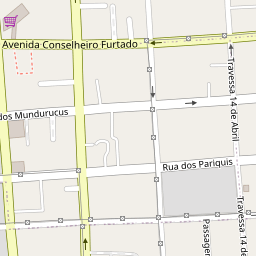 Avenida Conselheiro Furtado
Travessa 14 de Abril
dos Mundurucus
Rua dos Pariquis
Passagem
Travessa 14 de